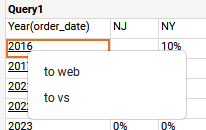 Query1
Year(order_date) NJ NY
2016 10%
to web
to vs
2023 0% 0%